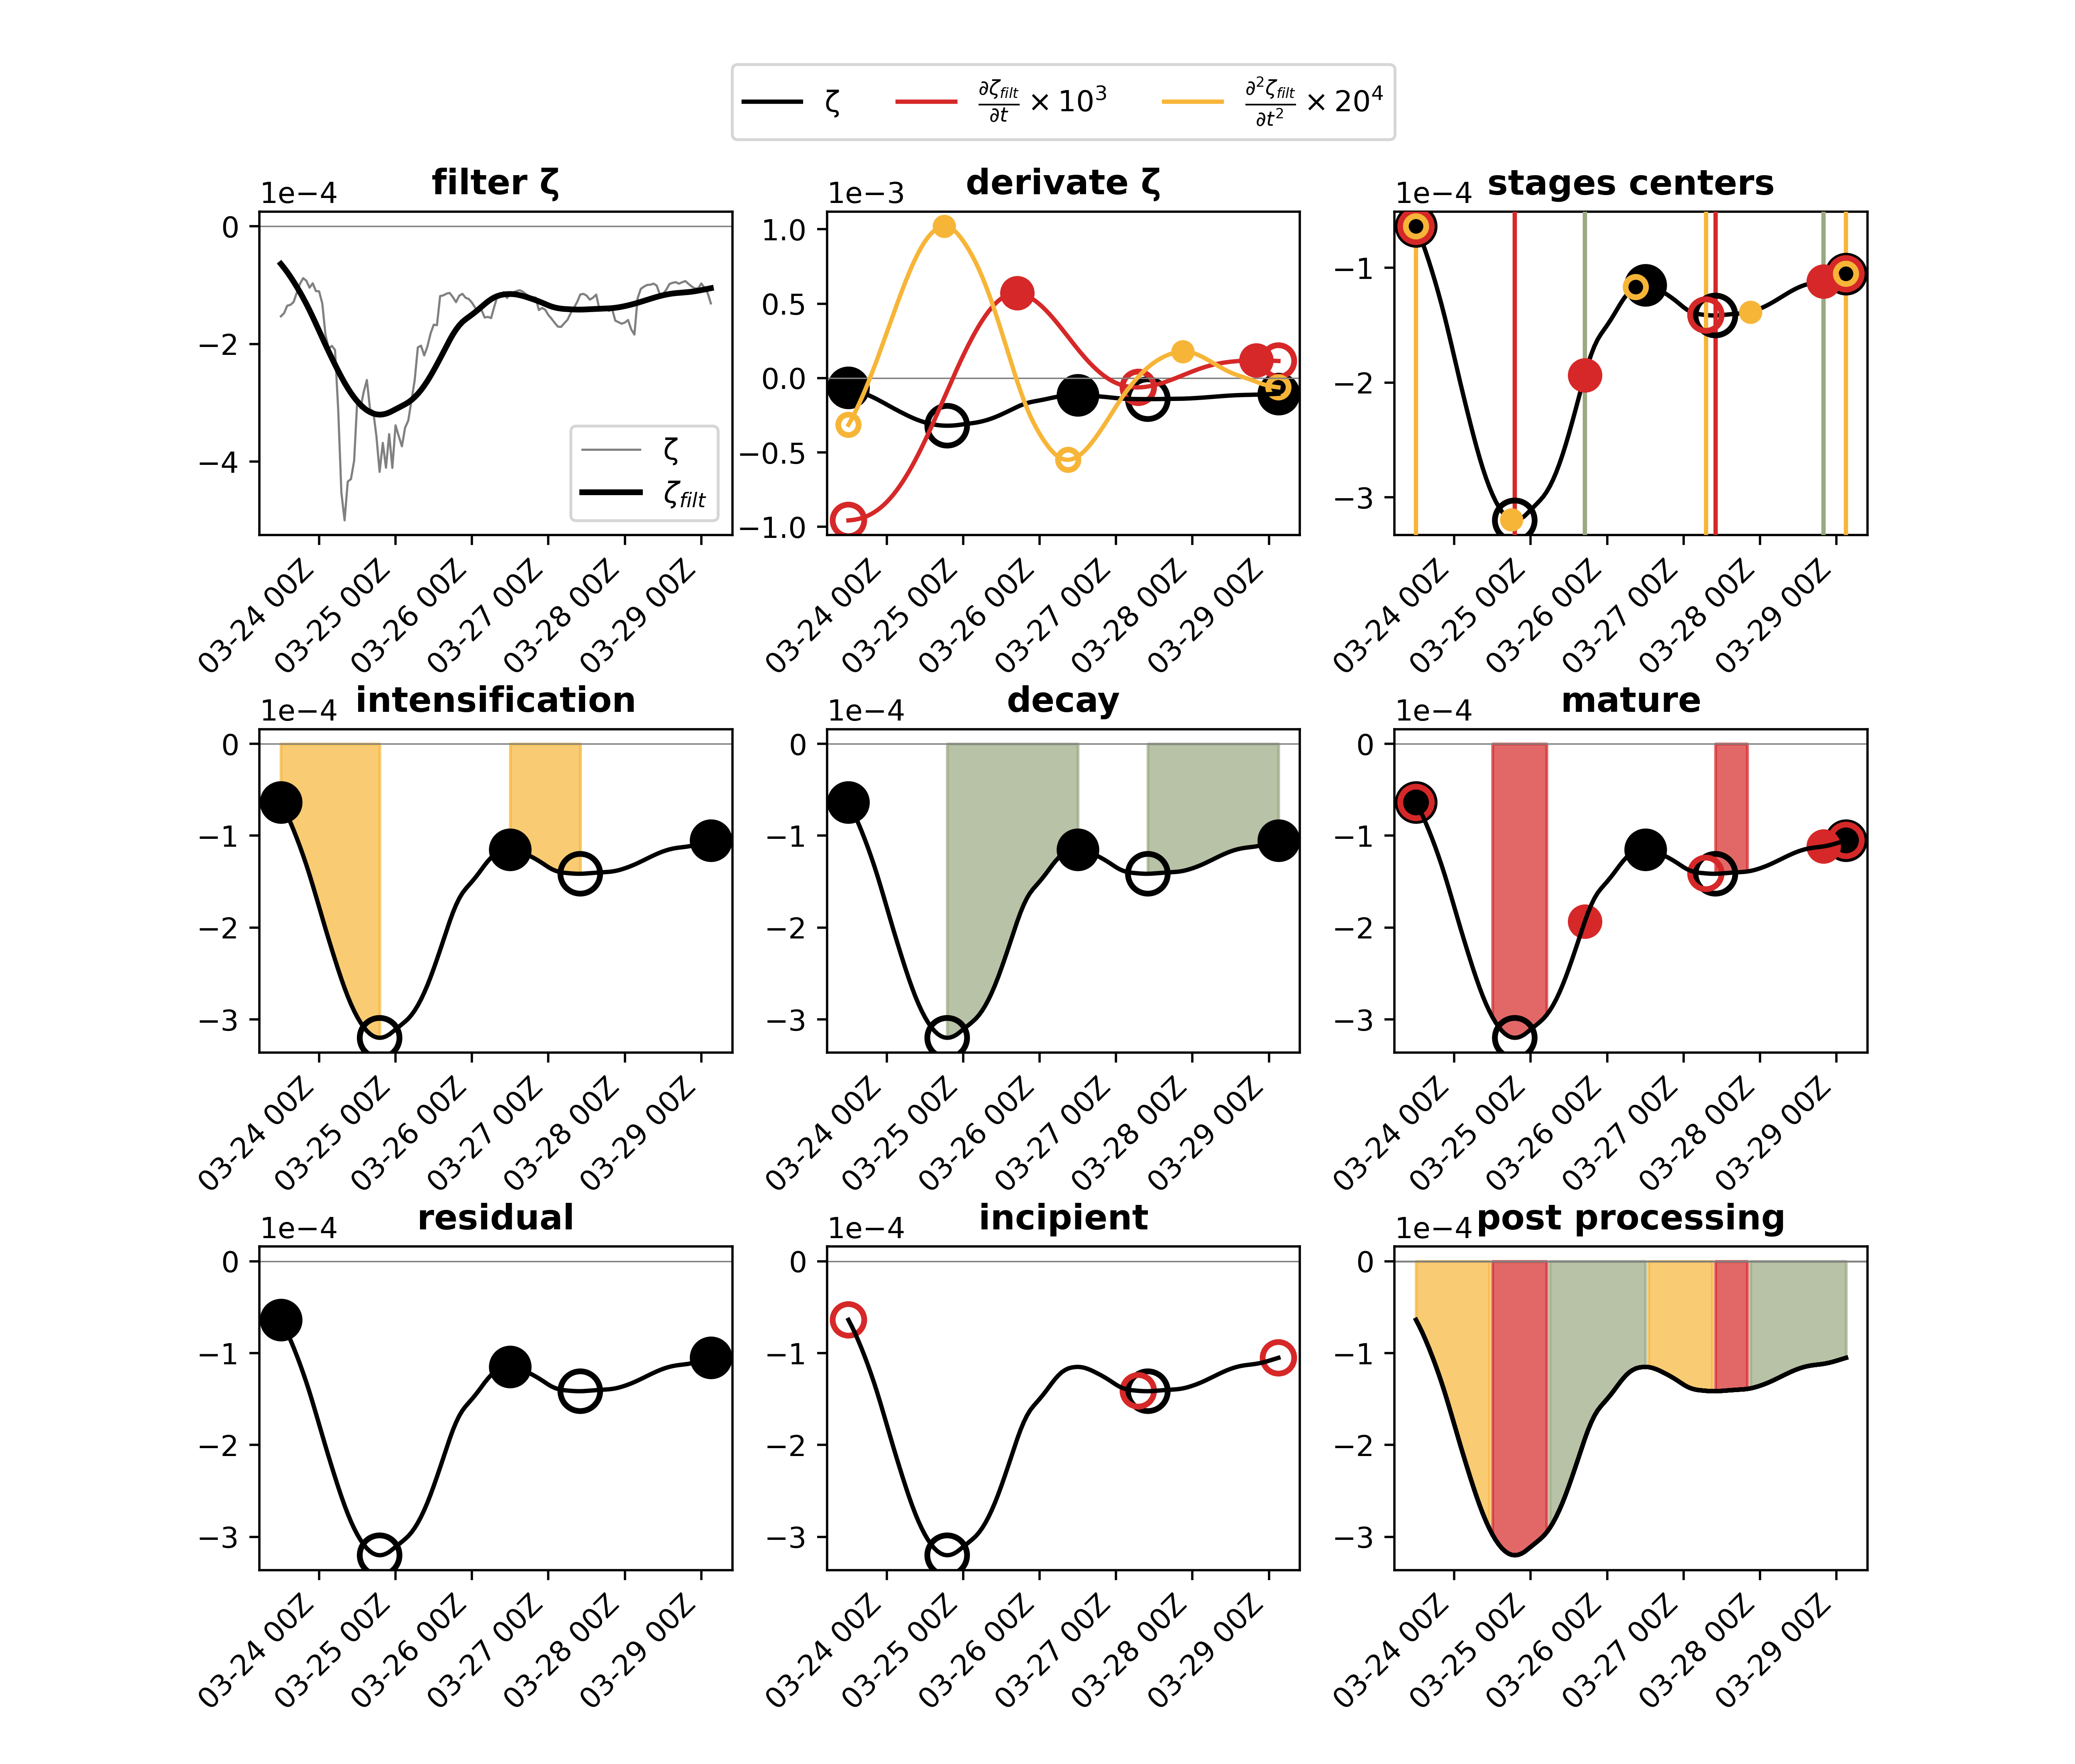 ζ ∂ζ_filt/∂t × 10³ ∂²ζ_filt/∂t² × 20⁴
filter ζ
1e−4
0
−2
−4
ζ
ζ_filt
03-24 00Z
03-25 00Z
03-26 00Z
03-27 00Z
03-28 00Z
03-29 00Z
derivate ζ
1e−3
1.0
0.5
0.0
−0.5
−1.0
03-24 00Z
03-25 00Z
03-26 00Z
03-27 00Z
03-28 00Z
03-29 00Z
stages centers
1e−4
−1
−2
−3
03-24 00Z
03-25 00Z
03-26 00Z
03-27 00Z
03-28 00Z
03-29 00Z
intensification
1e−4
0
−1
−2
−3
03-24 00Z
03-25 00Z
03-26 00Z
03-27 00Z
03-28 00Z
03-29 00Z
decay
1e−4
0
−1
−2
−3
03-24 00Z
03-25 00Z
03-26 00Z
03-27 00Z
03-28 00Z
03-29 00Z
mature
1e−4
0
−1
−2
−3
03-24 00Z
03-25 00Z
03-26 00Z
03-27 00Z
03-28 00Z
03-29 00Z
residual
1e−4
0
−1
−2
−3
03-24 00Z
03-25 00Z
03-26 00Z
03-27 00Z
03-28 00Z
03-29 00Z
incipient
1e−4
0
−1
−2
−3
03-24 00Z
03-25 00Z
03-26 00Z
03-27 00Z
03-28 00Z
03-29 00Z
post processing
1e−4
0
−1
−2
−3
03-24 00Z
03-25 00Z
03-26 00Z
03-27 00Z
03-28 00Z
03-29 00Z